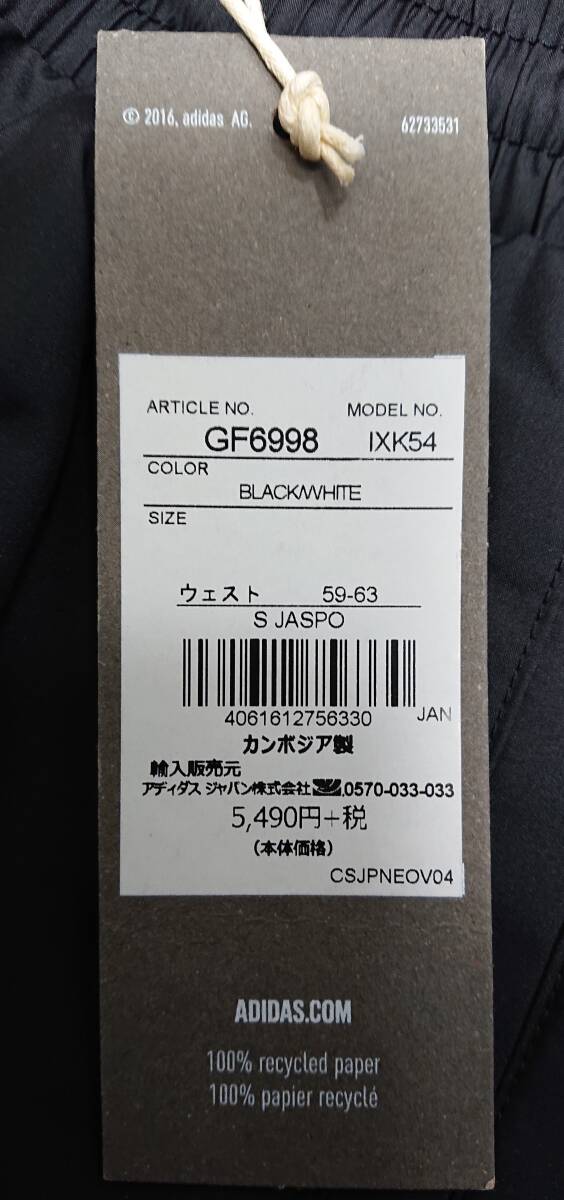 © 2016, adidas AG. 62733531
ARTICLE NO. MODEL NO.
GF6998 IXK54
COLOR
BLACK/WHITE
SIZE
ウェスト 59-63
S JASPO
4061612756330 JAN
カンボジア製
輸入販売元
アディダス ジャパン株式会社 0570-033-033
5,490円+税
(本体価格)
CSJPNEOV04
ADIDAS.COM
100% recycled paper
100% papier recyclé